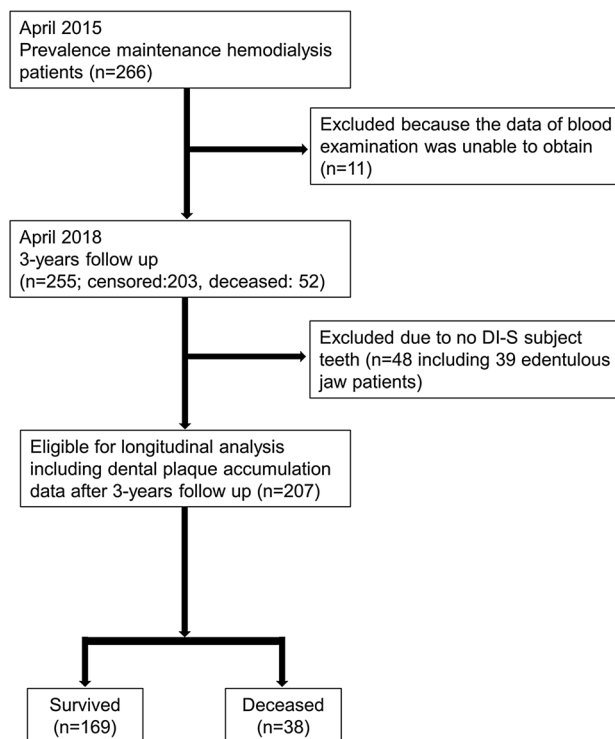 April 2015
Prevalence maintenance hemodialysis
patients (n=266)
Excluded because the data of blood
examination was unable to obtain
(n=11)
April 2018
3-years follow up
(n=255; censored:203, deceased: 52)
Excluded due to no DI-S subject
teeth (n=48 including 39 edentulous
jaw patients)
Eligible for longitudinal analysis
including dental plaque accumulation
data after 3-years follow up (n=207)
Survived
(n=169)
Deceased
(n=38)